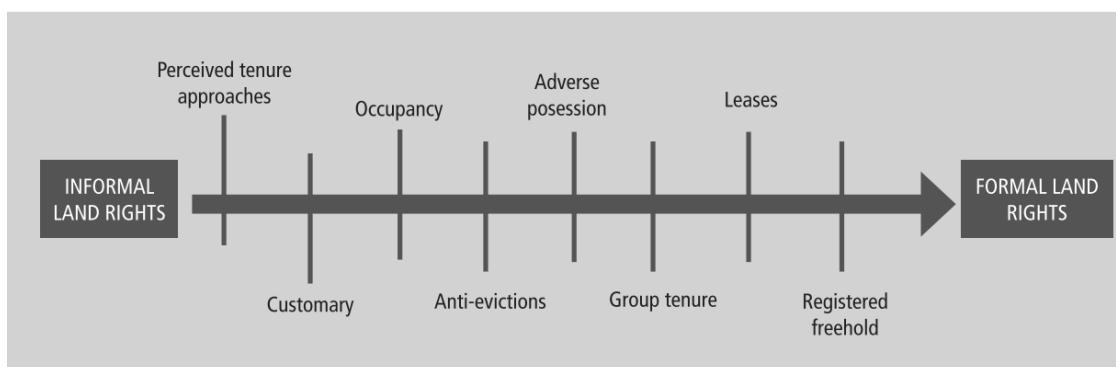 Perceived tenure
approaches
Occupancy
Adverse
posession
Leases
INFORMAL
LAND RIGHTS
FORMAL LAND
RIGHTS
Customary
Anti-evictions
Group tenure
Registered
freehold